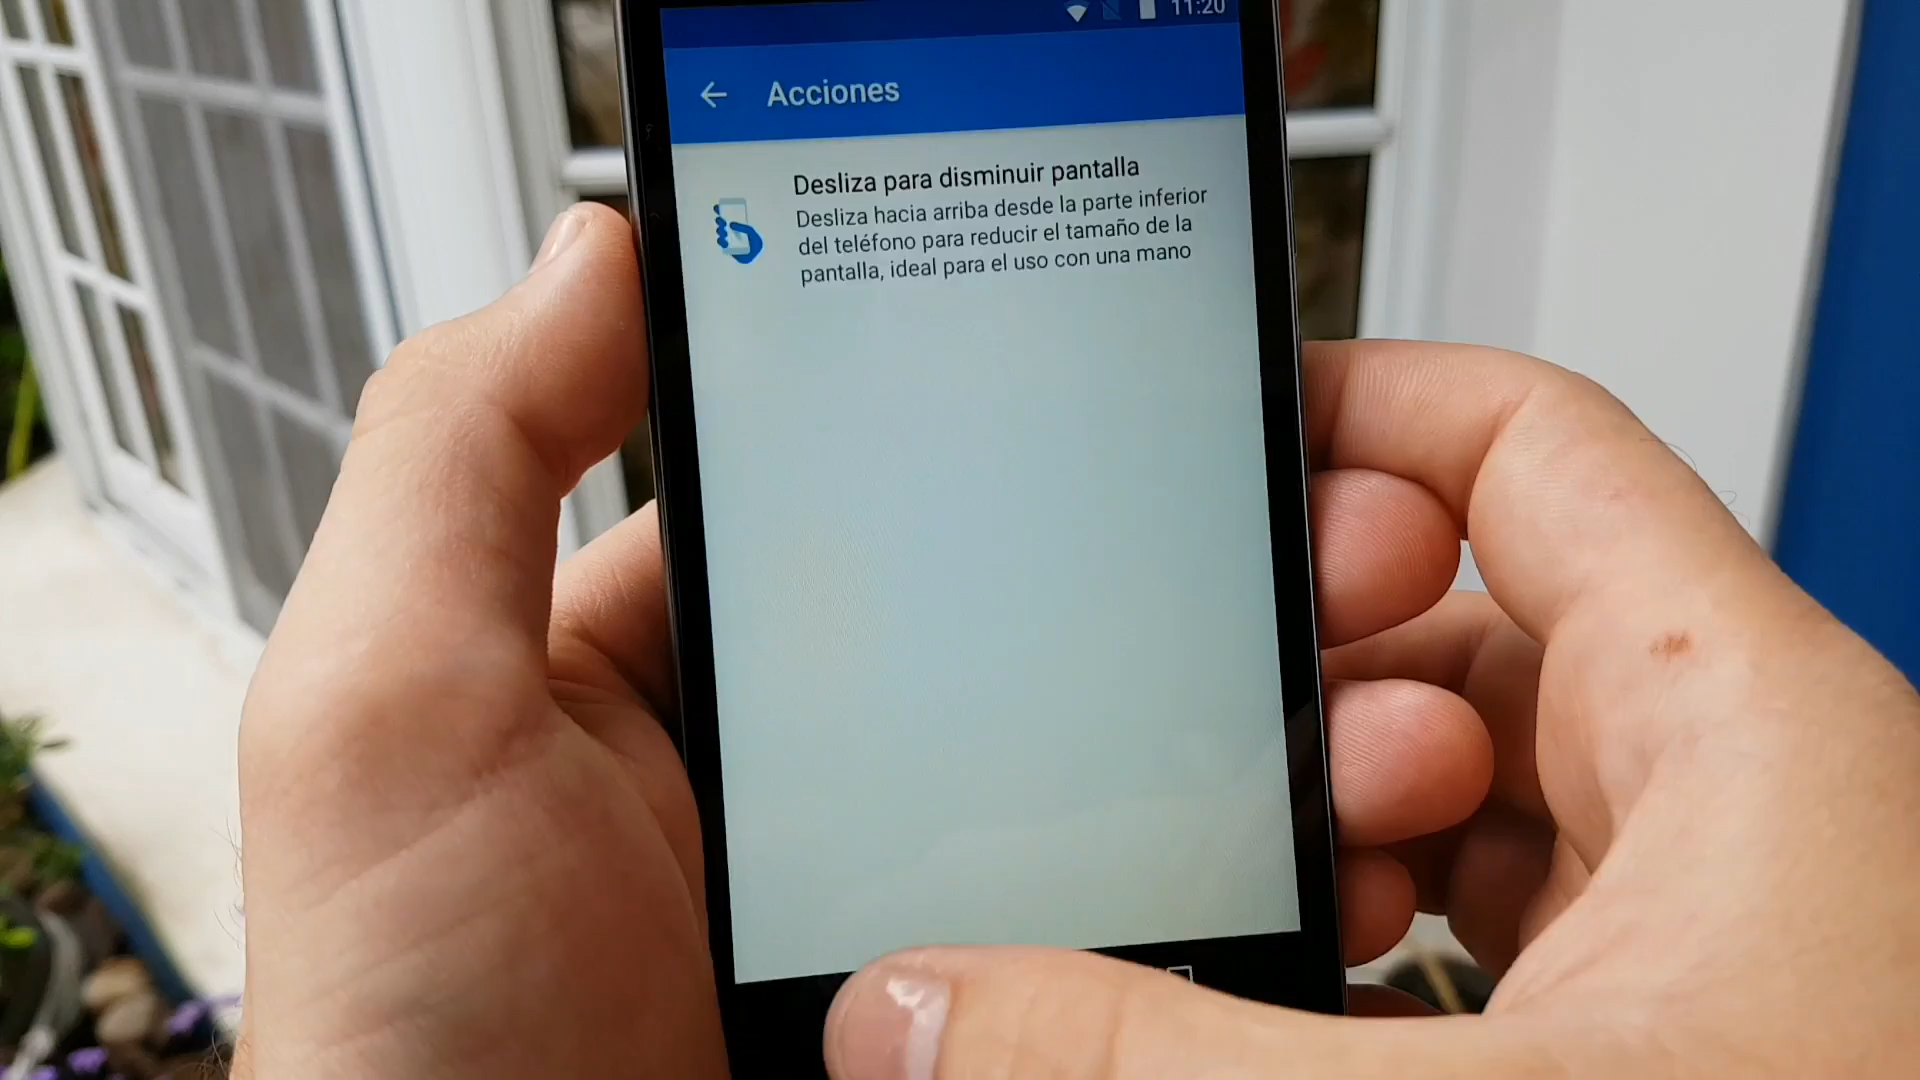 11:20
Acciones
Desliza para disminuir pantalla
Desliza hacia arriba desde la parte inferior
del teléfono para reducir el tamaño de la
pantalla, ideal para el uso con una mano